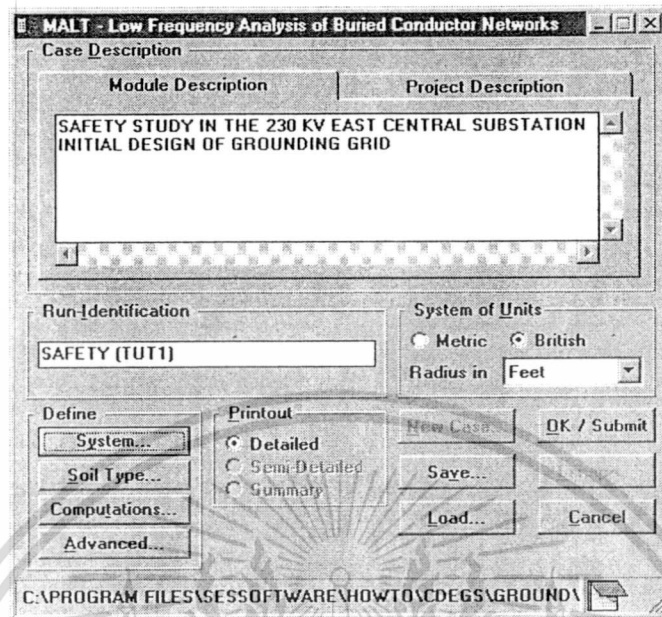 MALT - Low Frequency Analysis of Buried Conductor Networks
Case Description
Module Description
Project Description
SAFETY STUDY IN THE 230 KV EAST CENTRAL SUBSTATION
INITIAL DESIGN OF GROUNDING GRID
Run-Identification
SAFETY (TUT1)
System of Units
Metric
British
Radius in
Feet
Define
System...
Soil Type...
Computations...
Advanced...
Printout
Detailed
Semi-Detailed
Summary
New Case...
OK / Submit
Save...
Load...
Cancel
C:\PROGRAM FILES\SESSOFTWARE\HOWTO\CDEGS\GROUND\